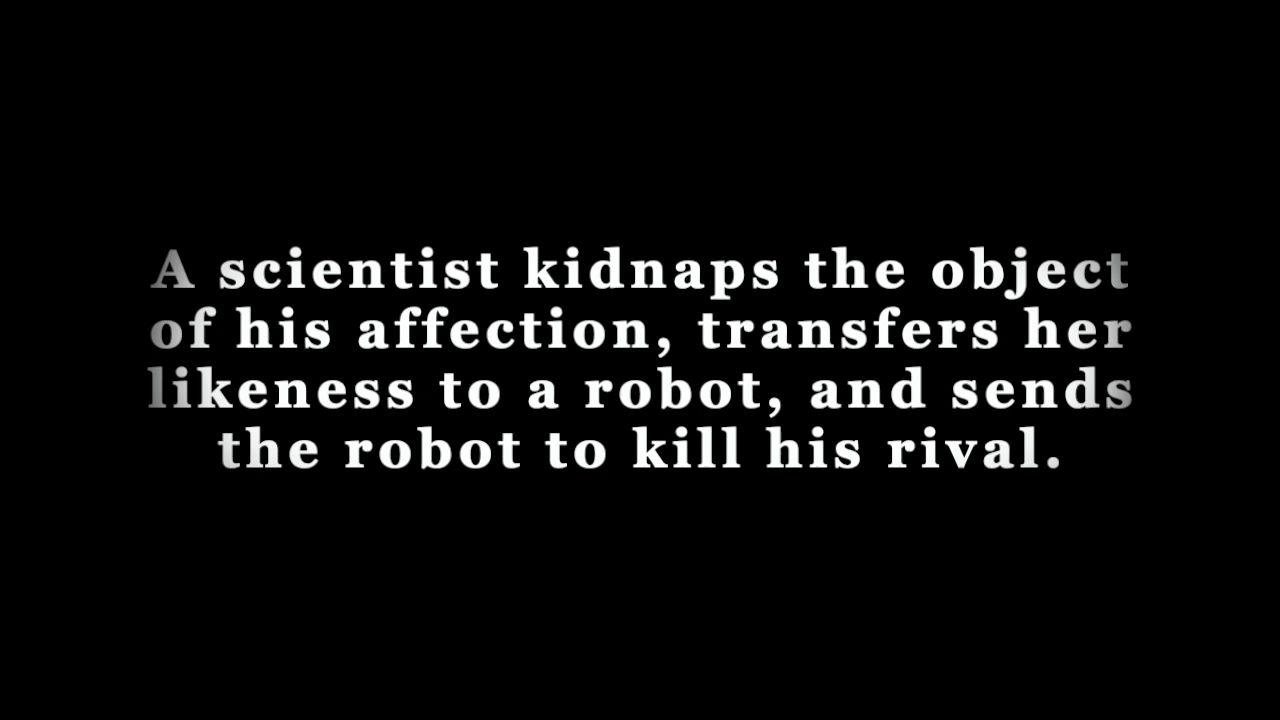 A scientist kidnaps the object
of his affection, transfers her
likeness to a robot, and sends
the robot to kill his rival.